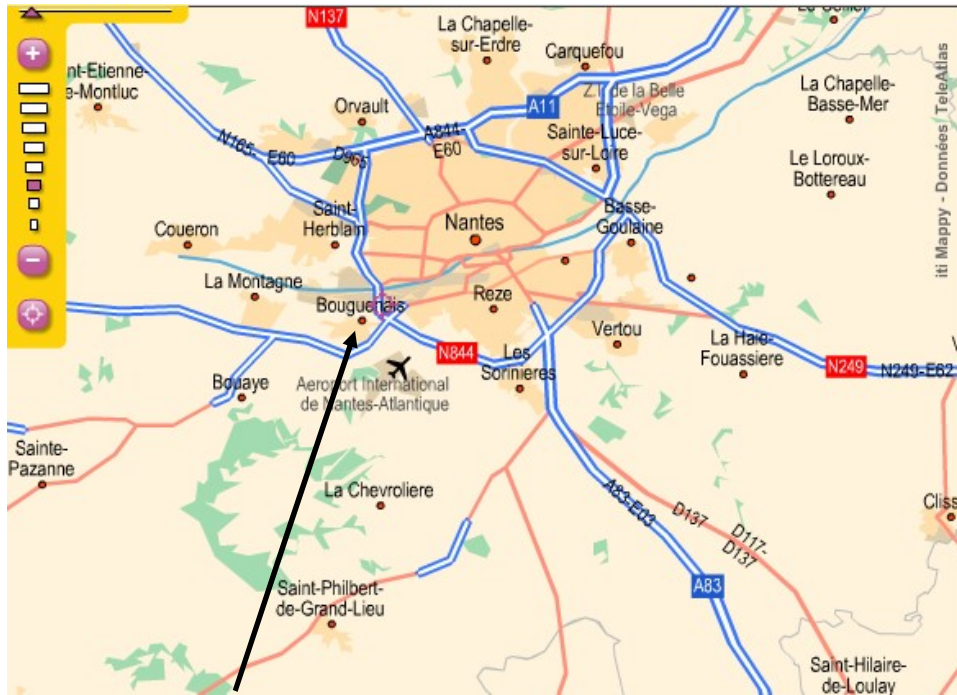 N137
La Chapelle-
sur-Erdre
Carquefou
nt-Etienne-
e-Montluc
Z.I. de la Belle
Etoile-Vega
La Chapelle-
Basse-Mer
Orvault
A11
A844-
E60
N165- E60
D965
Sainte-Luce-
sur-Loire
Le Loroux-
Bottereau
iti Mappy - Données TeleAtlas
Saint-
Herblain
Nantes
Basse-
Goulaine
Coueron
La Montagne
Bouguenais
Reze
Vertou
La Haie-
Fouassiere
N844
Les
Sorinieres
N249
N249-E62
Bouaye
Aeroport International
de Nantes-Atlantique
Sainte-
Pazanne
La Chevroliere
A83-E03
D137
D117-
D137
Cliss
Saint-Philbert-
de-Grand-Lieu
A83
Saint-Hilaire-
de-Loulay